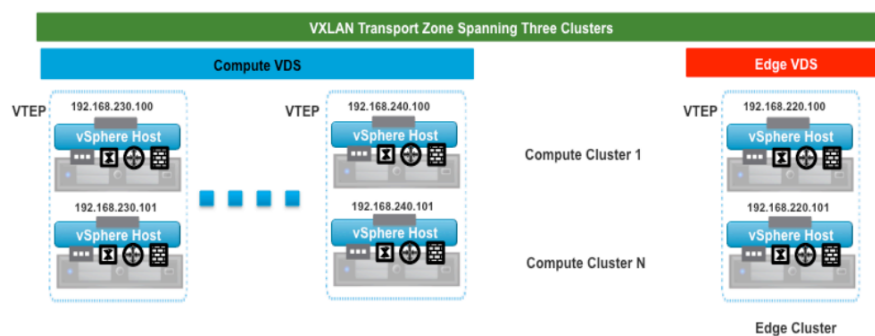 VXLAN Transport Zone Spanning Three Clusters
Compute VDS
Edge VDS
VTEP
192.168.230.100
vSphere Host
192.168.230.101
vSphere Host
VTEP
192.168.240.100
vSphere Host
192.168.240.101
vSphere Host
Compute Cluster 1
Compute Cluster N
VTEP
192.168.220.100
vSphere Host
192.168.220.101
vSphere Host
Edge Cluster